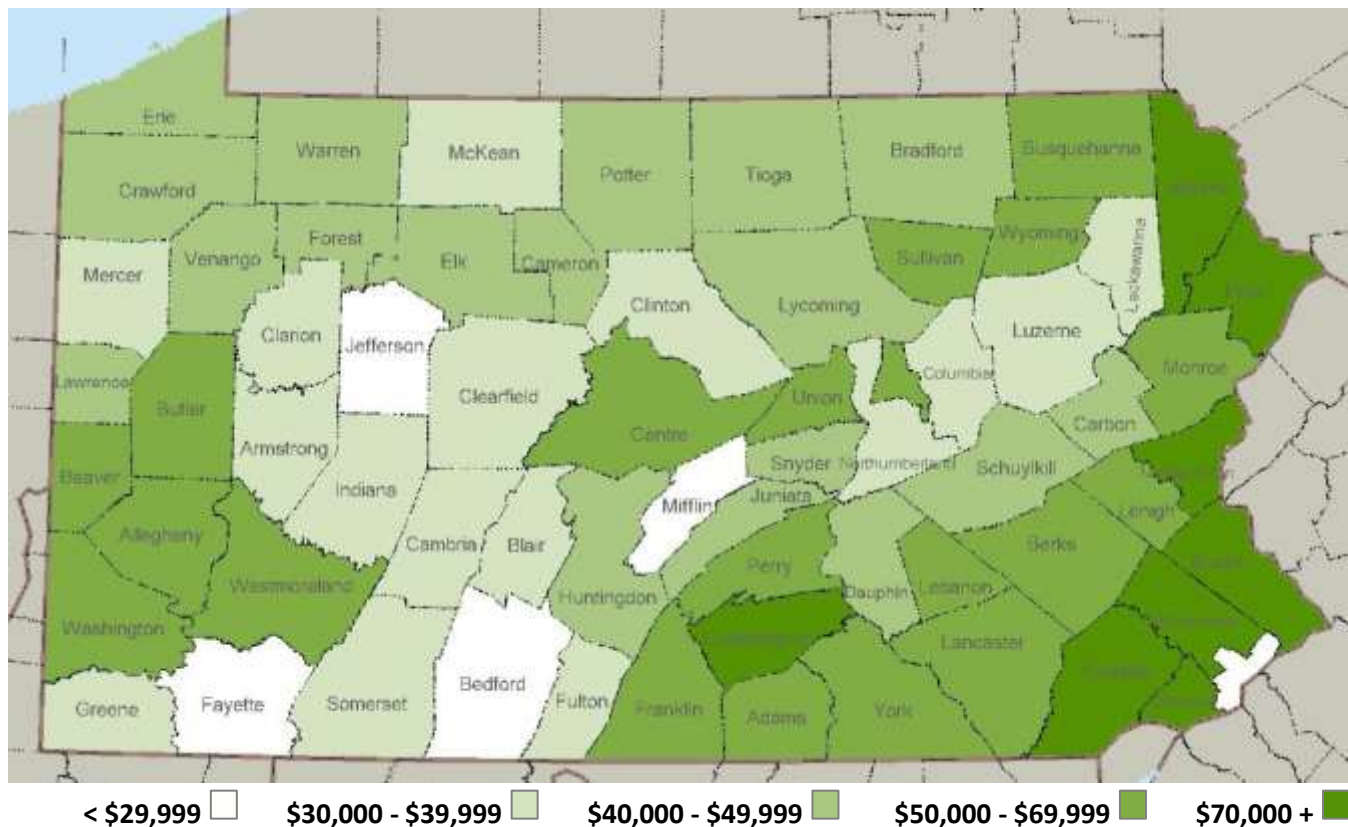 Erie
Warren
McKean
Potter
Tioga
Bradford
Susquehanna
Wayne
Crawford
Forest
Venango
Elk
Cameron
Sullivan
Wyoming
Lackawanna
Pike
Mercer
Clinton
Lycoming
Clarion
Jefferson
Luzerne
Lawrence
Clearfield
Columbia
Monroe
Butler
Union
Centre
Carbon
Armstrong
Snyder
Northumberland
Schuylkill
Beaver
Indiana
Mifflin
Juniata
Lehigh
Allegheny
Cambria
Blair
Berks
Westmoreland
Perry
Huntingdon
Dauphin
Lebanon
Washington
Lancaster
Greene
Fayette
Somerset
Bedford
Fulton
Franklin
Adams
York
< $29,999
$30,000 - $39,999
$40,000 - $49,999
$50,000 - $69,999
$70,000 +